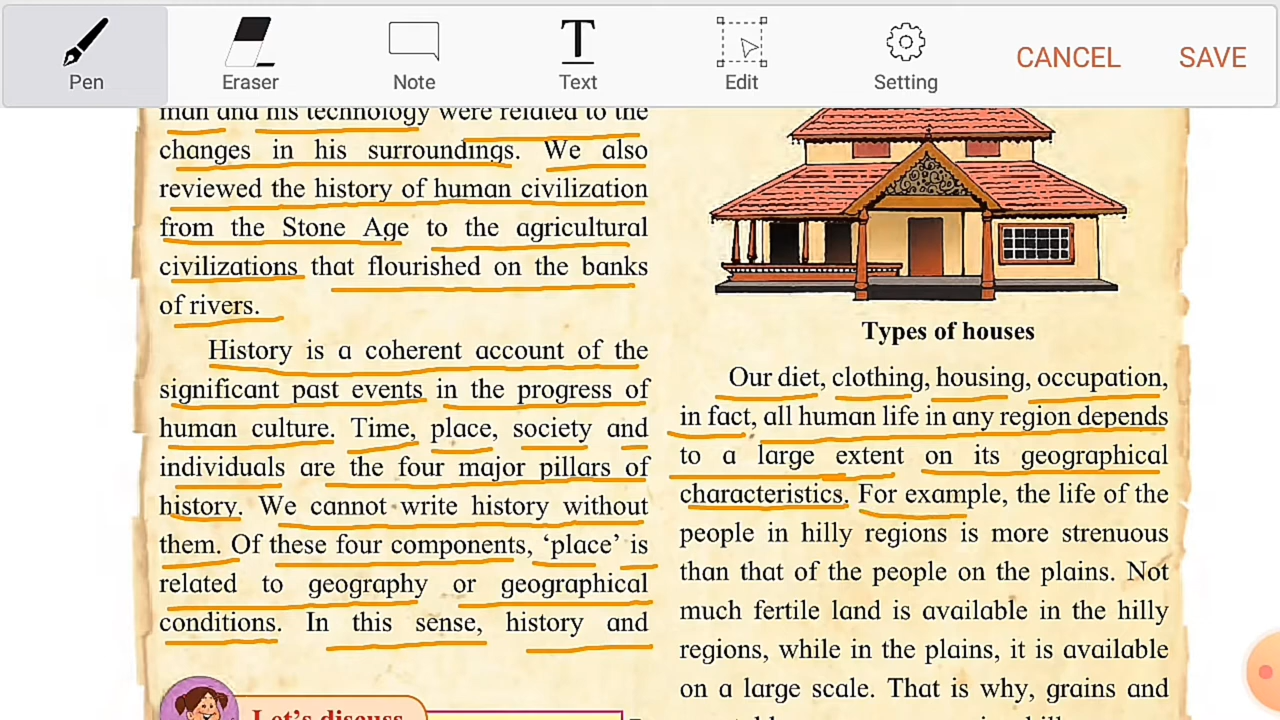 Pen
Eraser
Note
Text
Edit
Setting
CANCEL
SAVE
man and his technology were related to the
changes in his surroundings. We also
reviewed the history of human civilization
from the Stone Age to the agricultural
civilizations that flourished on the banks
of rivers.
History is a coherent account of the
significant past events in the progress of
human culture. Time, place, society and
individuals are the four major pillars of
history. We cannot write history without
them. Of these four components, ‘place’ is
related to geography or geographical
conditions. In this sense, history and
Let's discuss
Types of houses
Our diet, clothing, housing, occupation,
in fact, all human life in any region depends
to a large extent on its geographical
characteristics. For example, the life of the
people in hilly regions is more strenuous
than that of the people on the plains. Not
much fertile land is available in the hilly
regions, while in the plains, it is available
on a large scale. That is why, grains and